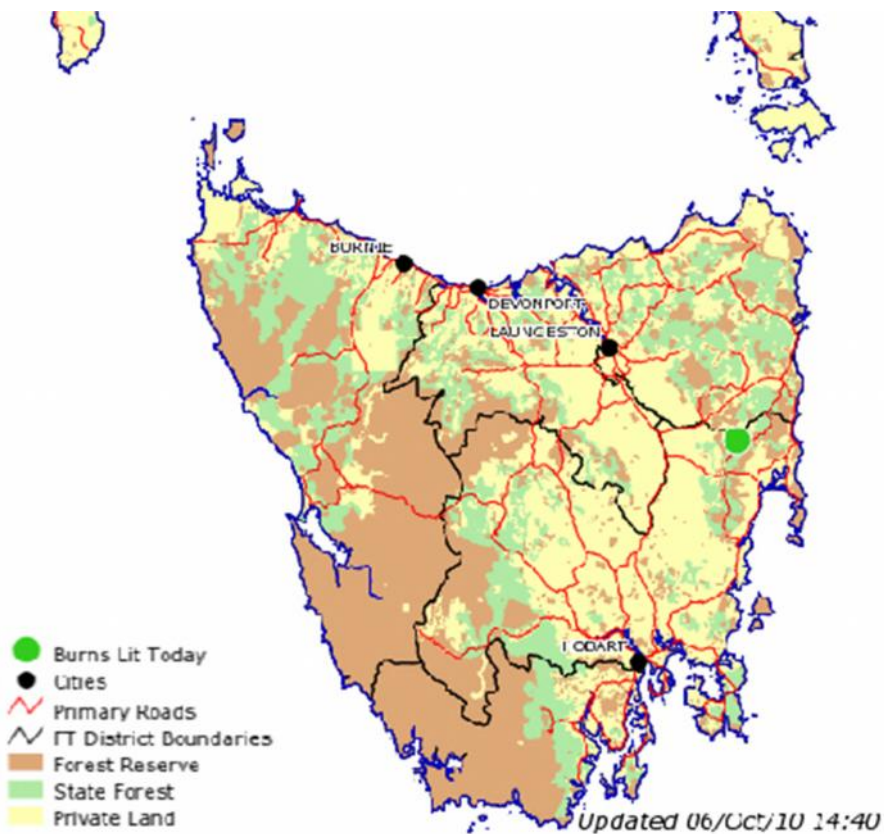 BURNIE
DEVONPORT
LAUNCESTON
HOBART
Burns Lit Today
Cities
Primary Roads
FT District Boundaries
Forest Reserve
State Forest
Private Land
Updated 06/Oct/10 14:40